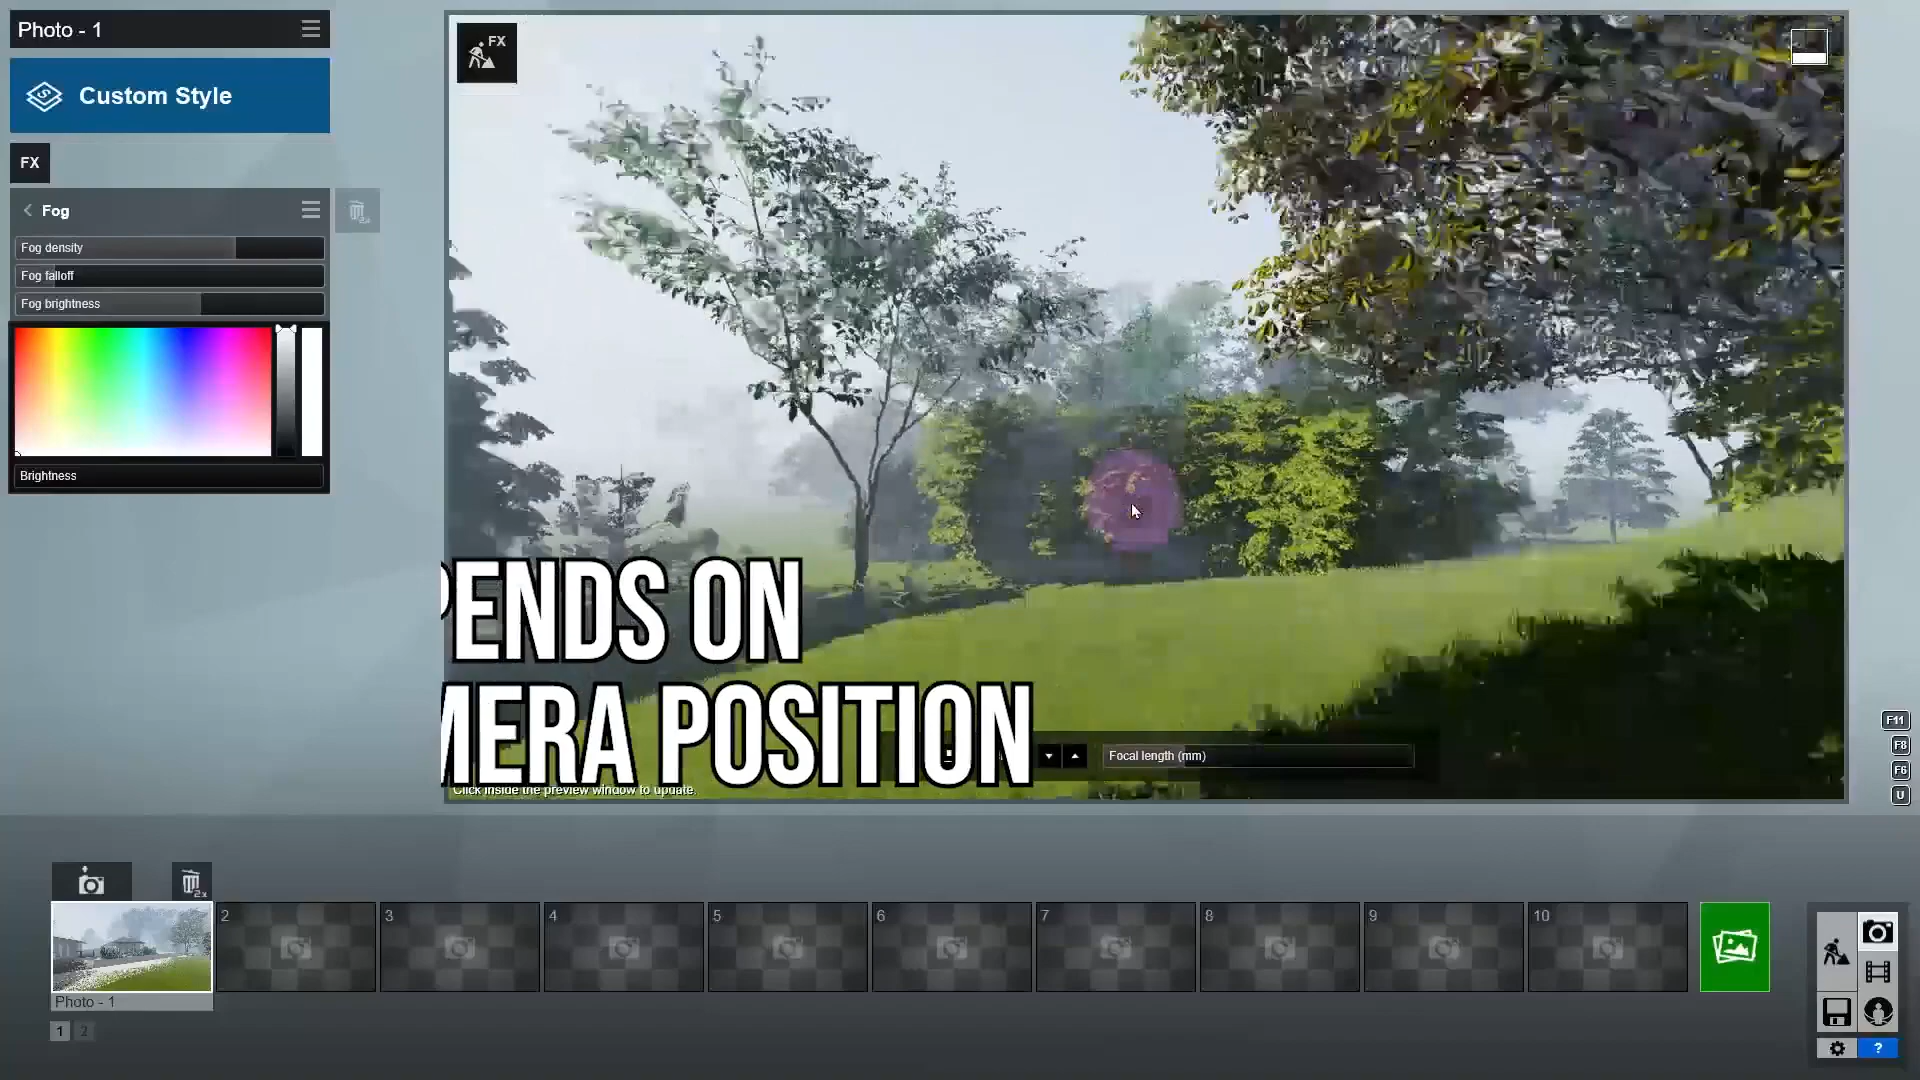 Photo - 1
Custom Style
FX
FX
Fog
Fog density
Fog falloff
Fog brightness
Brightness
PENDS ON
MERA POSITION
Focal length (mm)
Click inside the preview window to update.
F11
F8
F6
U
2x
2 3 4 5 6 7 8 9 10
Photo - 1
1 2
?